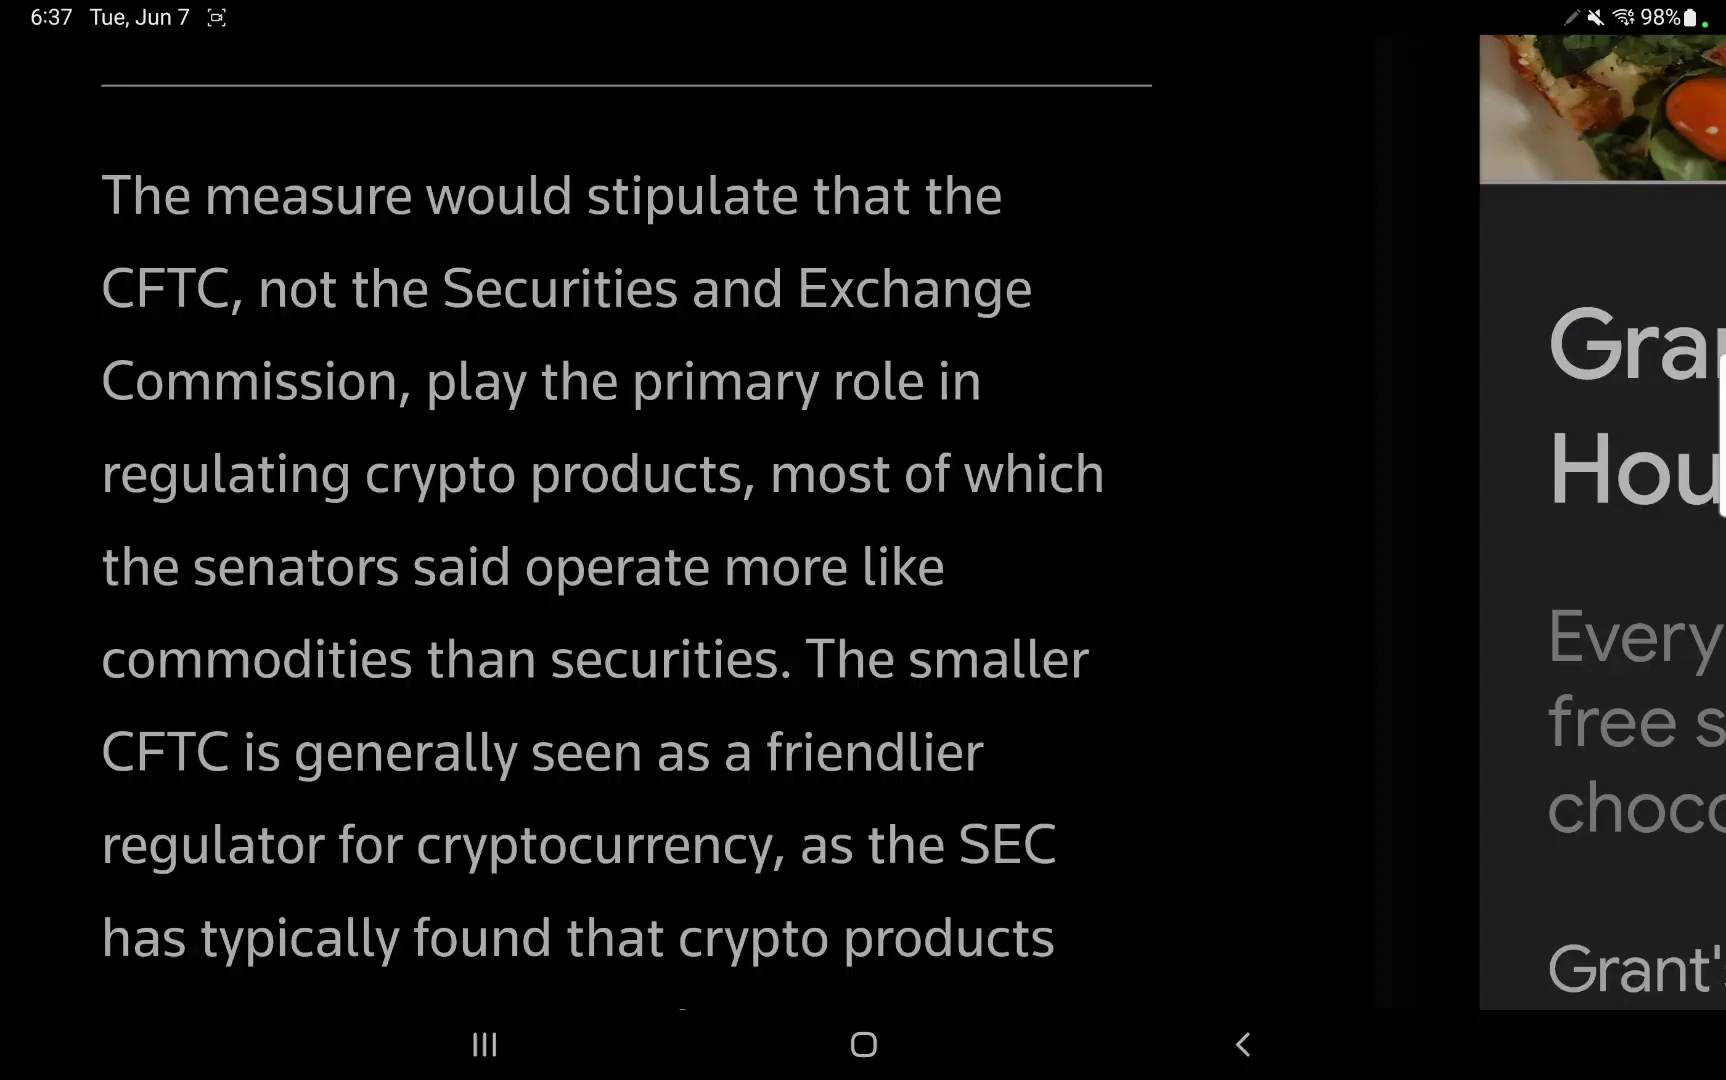 6:37 Tue, Jun 7
98%
The measure would stipulate that the
CFTC, not the Securities and Exchange
Commission, play the primary role in
regulating crypto products, most of which
the senators said operate more like
commodities than securities. The smaller
CFTC is generally seen as a friendlier
regulator for cryptocurrency, as the SEC
has typically found that crypto products
Every
free
Grant's